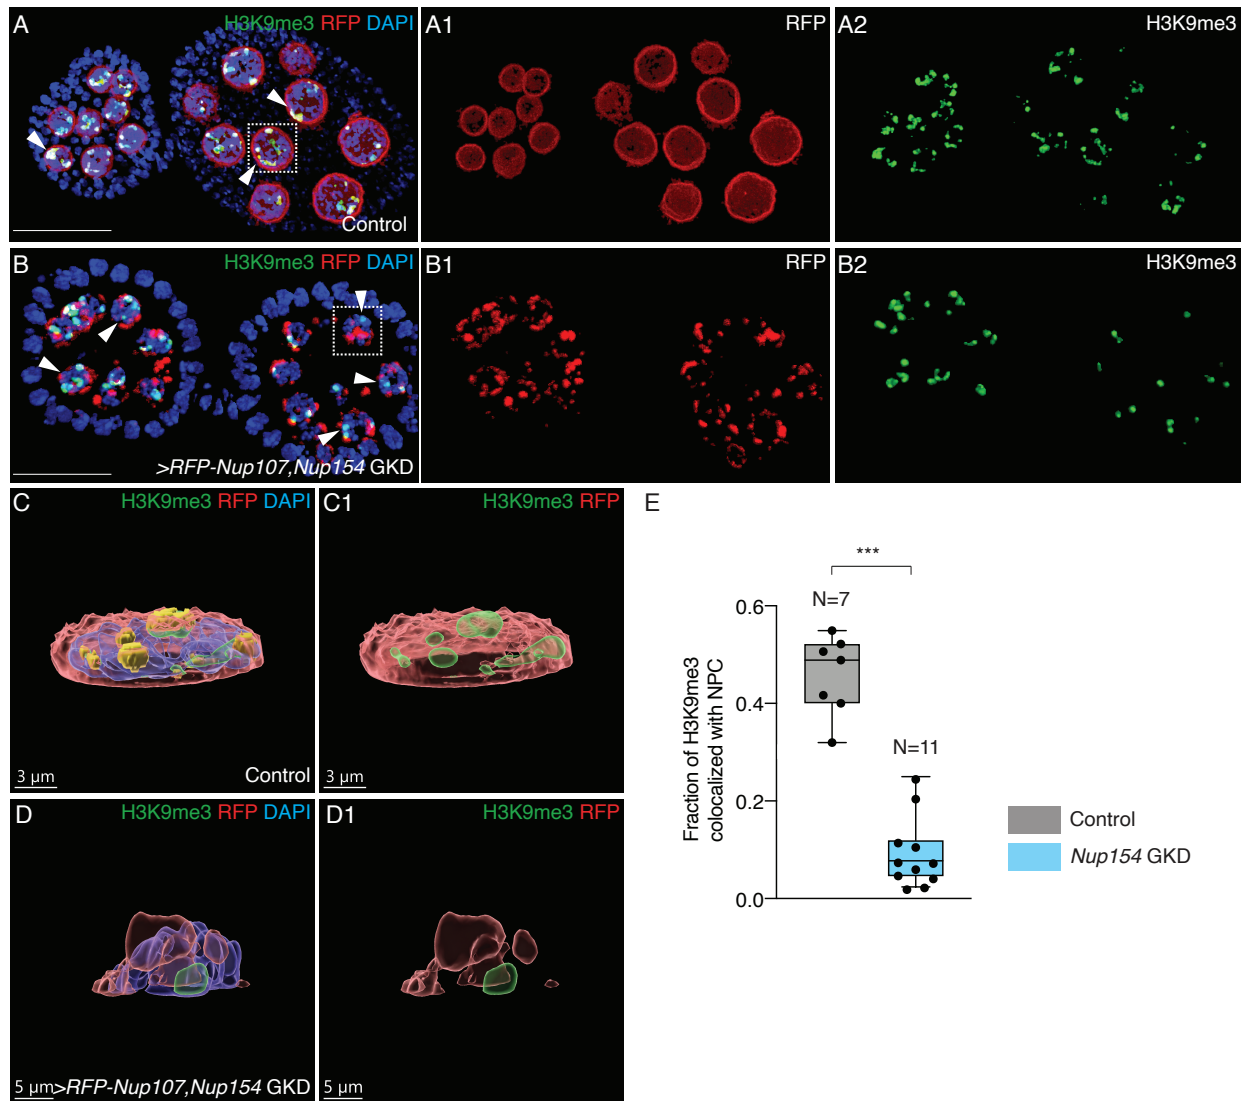 A
H3K9me3 RFP DAPI
Control
A1
RFP
A2
H3K9me3
B
H3K9me3 RFP DAPI
>RFP-Nup107,Nup154 GKD
B1
RFP
B2
H3K9me3
C
H3K9me3 RFP DAPI
3 µm
Control
C1
H3K9me3 RFP
3 µm
D
H3K9me3 RFP DAPI
5 µm
>RFP-Nup107,Nup154 GKD
D1
H3K9me3 RFP
5 µm
E
***
N=7
N=11
Fraction of H3K9me3
colocalized with NPC
0.6
0.4
0.2
0.0
Control
Nup154 GKD